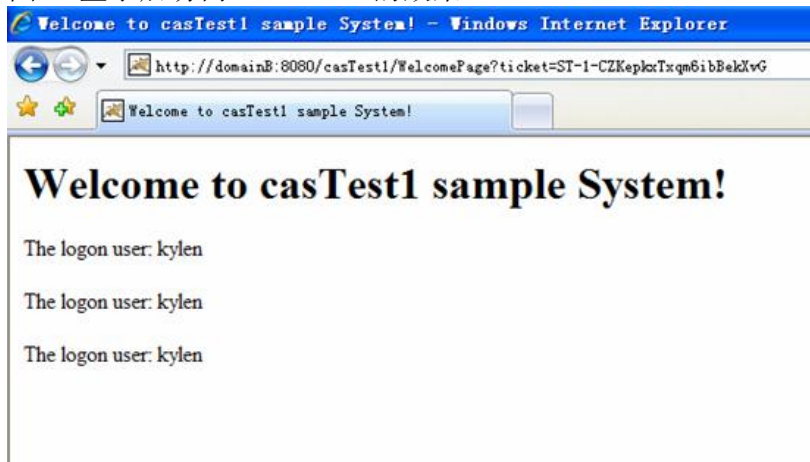 Welcome to casTest1 sample System! - Windows Internet Explorer
http://domainB:8080/casTest1/WelcomePage?ticket=ST-1-CZKepkxTxqm6ibBekXvG
Welcome to casTest1 sample System!
Welcome to casTest1 sample System!
The logon user: kylen
The logon user: kylen
The logon user: kylen